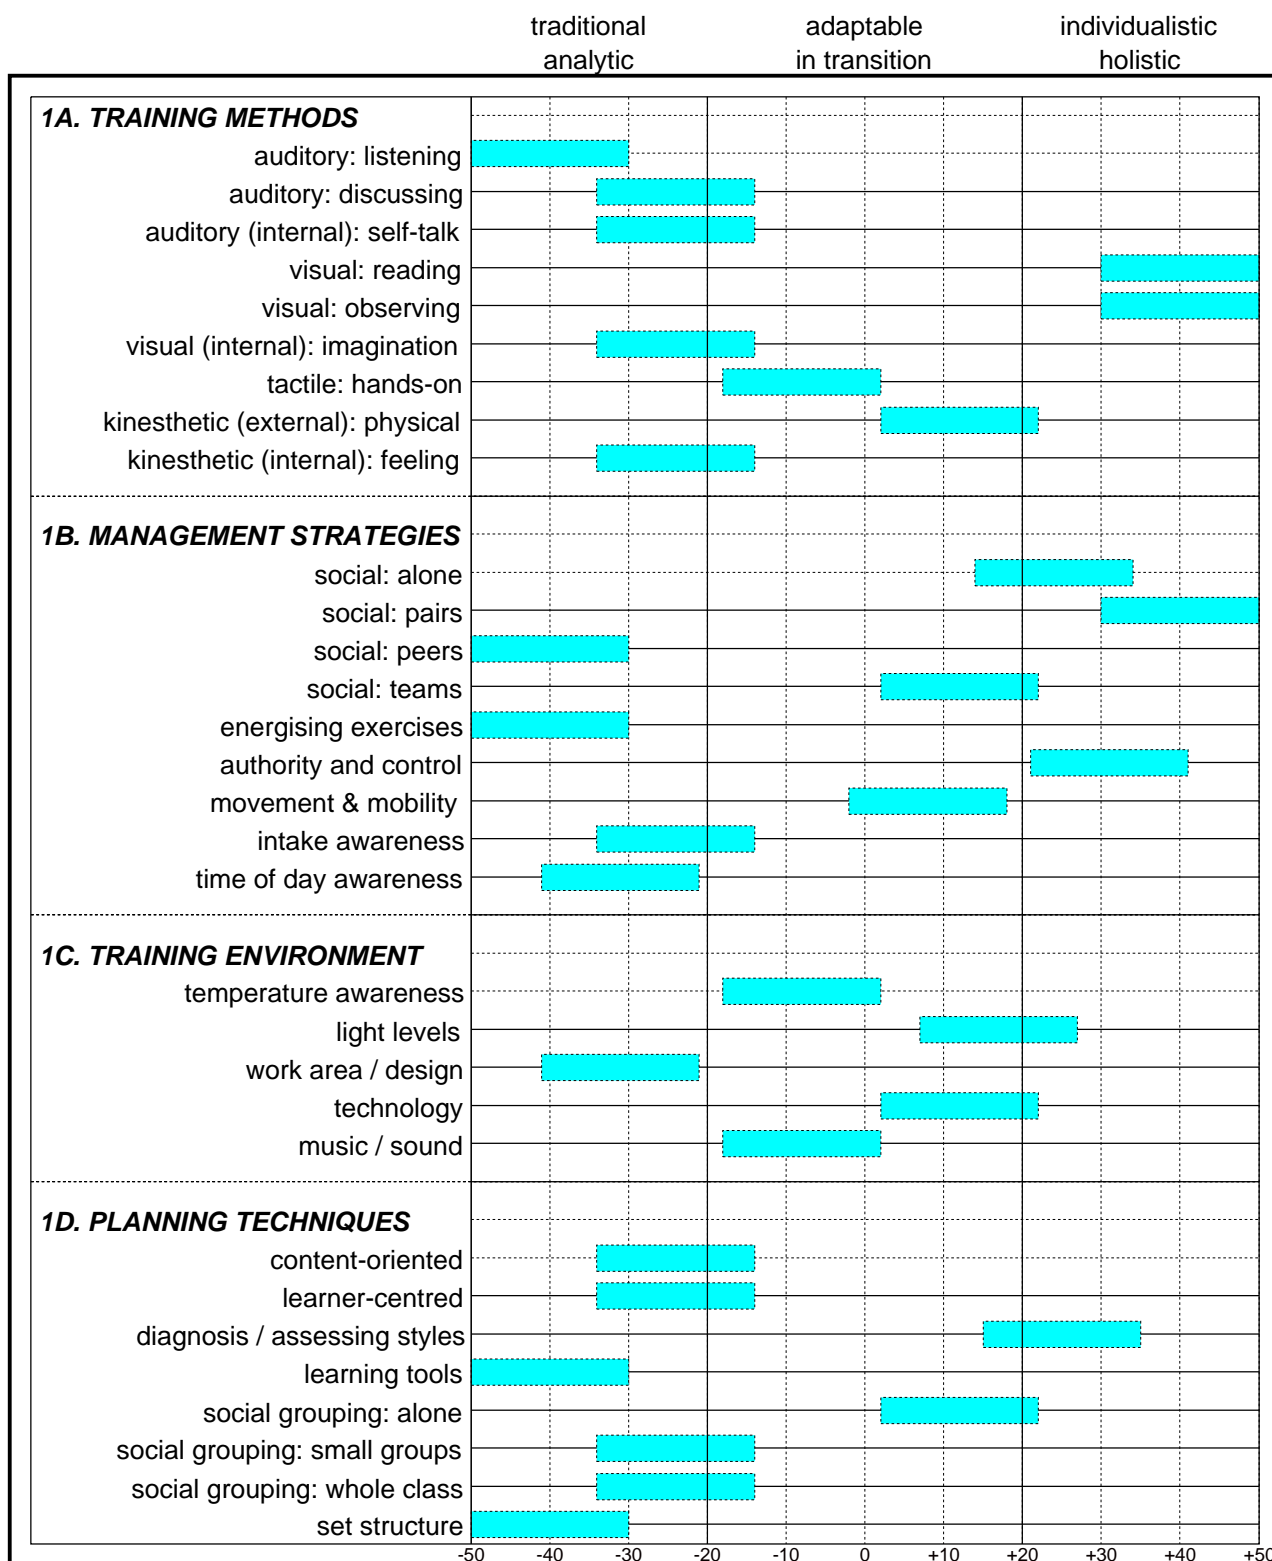 traditional adaptable individualistic
analytic in transition holistic
1A. TRAINING METHODS
auditory: listening
auditory: discussing
auditory (internal): self-talk
visual: reading
visual: observing
visual (internal): imagination
tactile: hands-on
kinesthetic (external): physical
kinesthetic (internal): feeling
1B. MANAGEMENT STRATEGIES
social: alone
social: pairs
social: peers
social: teams
energising exercises
authority and control
movement & mobility
intake awareness
time of day awareness
1C. TRAINING ENVIRONMENT
temperature awareness
light levels
work area / design
technology
music / sound
1D. PLANNING TECHNIQUES
content-oriented
learner-centred
diagnosis / assessing styles
learning tools
social grouping: alone
social grouping: small groups
social grouping: whole class
set structure
-50 -40 -30 -20 -10 0 +10 +20 +30 +40 +50